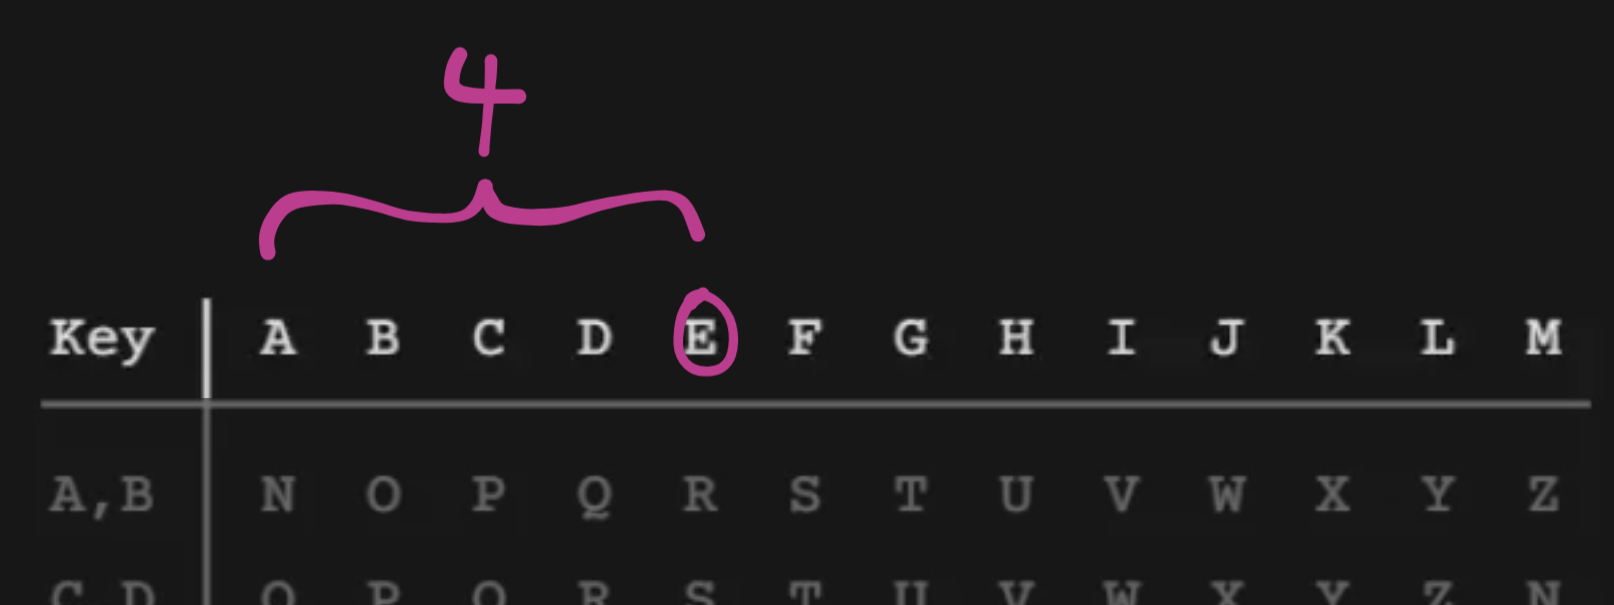 4
Key A B C D E F G H I J K L M
A,B N O P Q R S T U V W X Y Z
C D O P Q R S T U V W X Y Z N